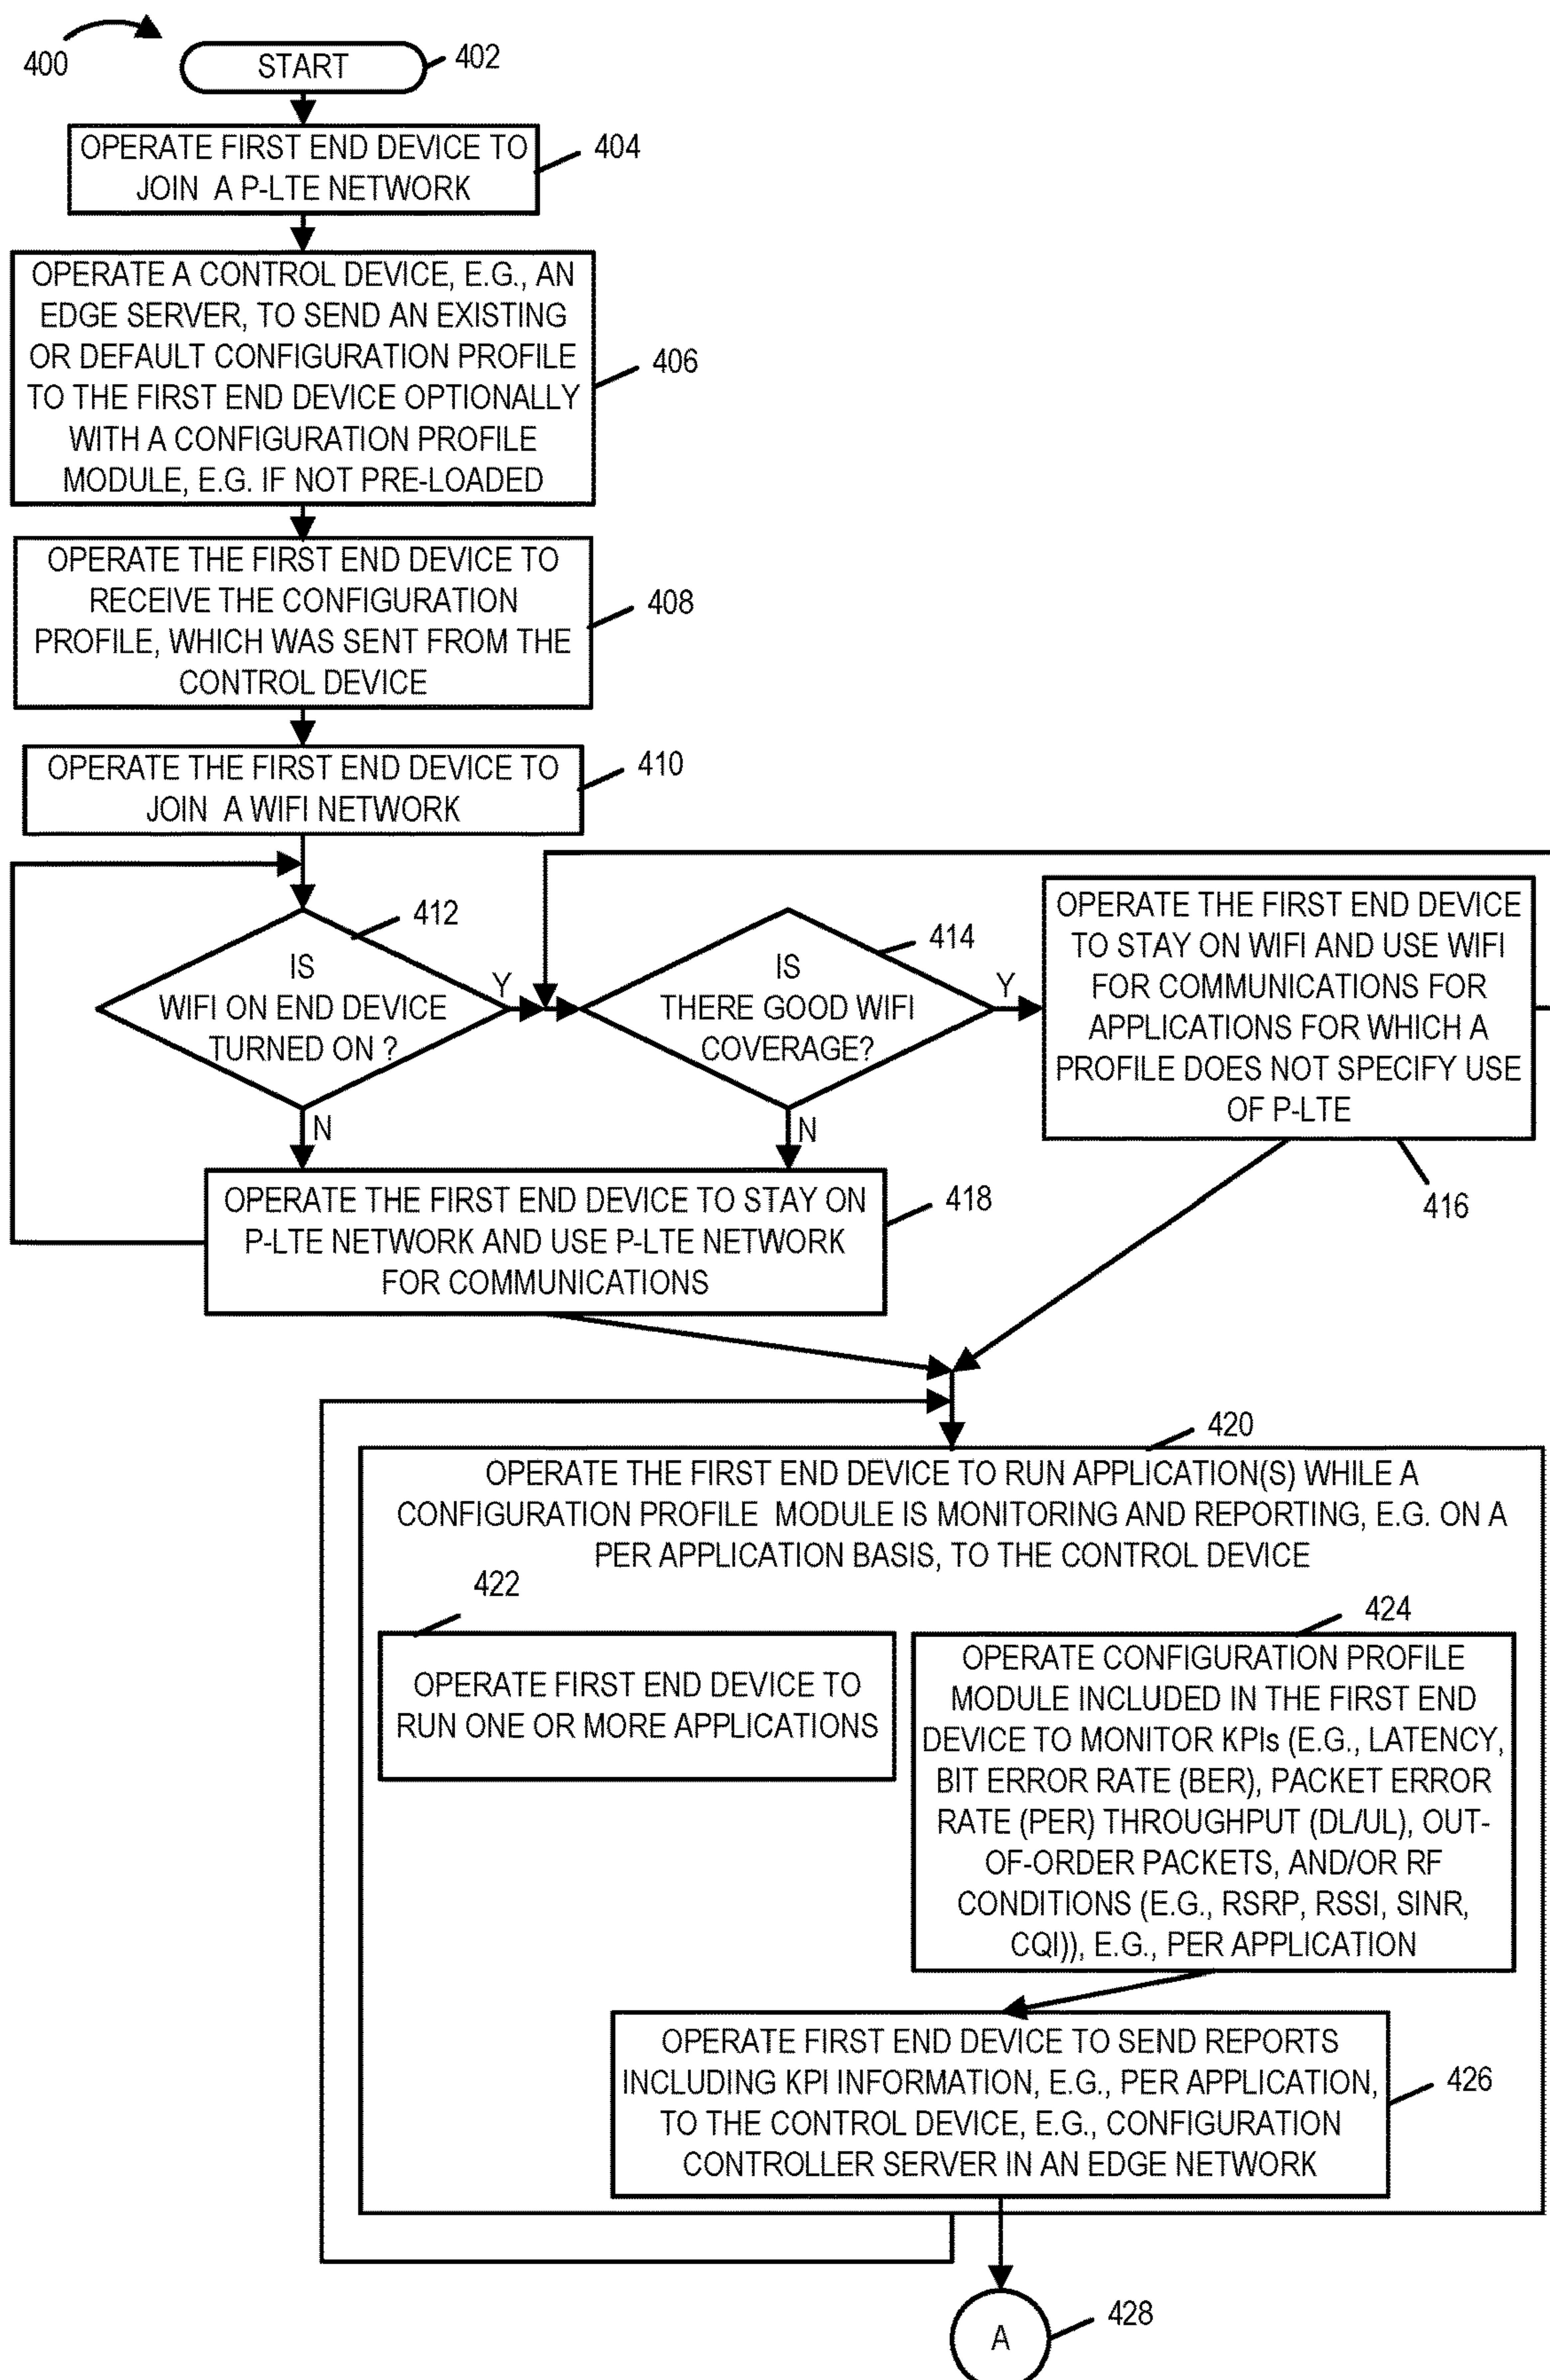 400
START
402
OPERATE FIRST END DEVICE TO
JOIN A P-LTE NETWORK
404
OPERATE A CONTROL DEVICE, E.G., AN
EDGE SERVER, TO SEND AN EXISTING
OR DEFAULT CONFIGURATION PROFILE
TO THE FIRST END DEVICE OPTIONALLY
WITH A CONFIGURATION PROFILE
MODULE, E.G. IF NOT PRE-LOADED
406
OPERATE THE FIRST END DEVICE TO
RECEIVE THE CONFIGURATION
PROFILE, WHICH WAS SENT FROM THE
CONTROL DEVICE
408
OPERATE THE FIRST END DEVICE TO
JOIN A WIFI NETWORK
410
IS
WIFI ON END DEVICE
TURNED ON ?
412
Y
N
IS
THERE GOOD WIFI
COVERAGE?
414
Y
N
OPERATE THE FIRST END DEVICE
TO STAY ON WIFI AND USE WIFI
FOR COMMUNICATIONS FOR
APPLICATIONS FOR WHICH A
PROFILE DOES NOT SPECIFY USE
OF P-LTE
416
OPERATE THE FIRST END DEVICE TO STAY ON
P-LTE NETWORK AND USE P-LTE NETWORK
FOR COMMUNICATIONS
418
420
OPERATE THE FIRST END DEVICE TO RUN APPLICATION(S) WHILE A
CONFIGURATION PROFILE MODULE IS MONITORING AND REPORTING, E.G. ON A
PER APPLICATION BASIS, TO THE CONTROL DEVICE
422
OPERATE FIRST END DEVICE TO
RUN ONE OR MORE APPLICATIONS
424
OPERATE CONFIGURATION PROFILE
MODULE INCLUDED IN THE FIRST END
DEVICE TO MONITOR KPIs (E.G., LATENCY,
BIT ERROR RATE (BER), PACKET ERROR
RATE (PER) THROUGHPUT (DL/UL), OUT-
OF-ORDER PACKETS, AND/OR RF
CONDITIONS (E.G., RSRP, RSSI, SINR,
CQI)), E.G., PER APPLICATION
OPERATE FIRST END DEVICE TO SEND REPORTS
INCLUDING KPI INFORMATION, E.G., PER APPLICATION,
TO THE CONTROL DEVICE, E.G., CONFIGURATION
CONTROLLER SERVER IN AN EDGE NETWORK
426
A
428